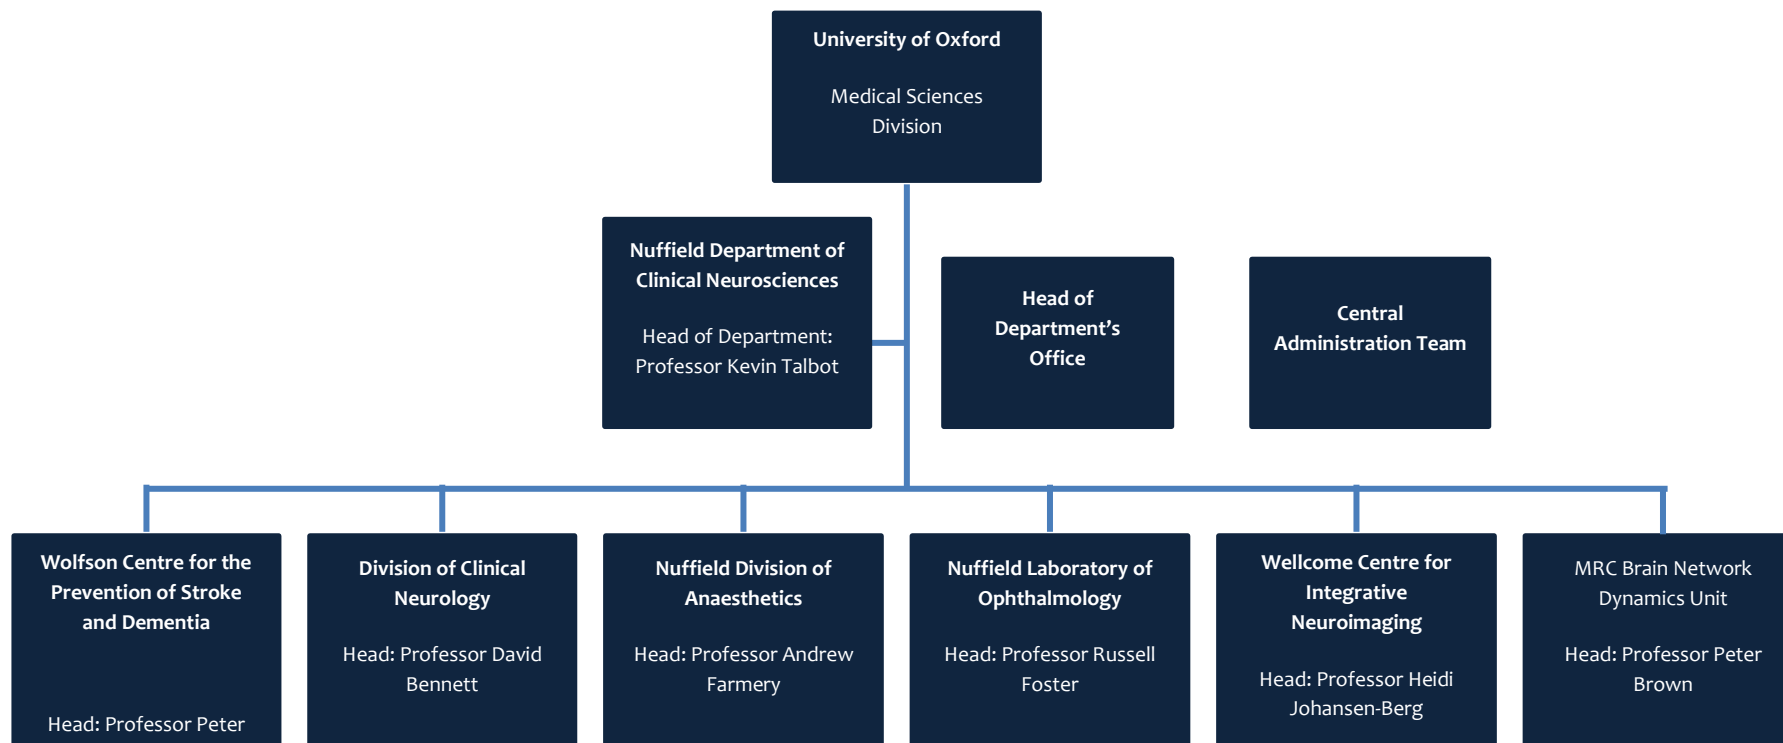 University of Oxford
Medical Sciences
Division
Nuffield Department of
Clinical Neurosciences
Head of Department:
Professor Kevin Talbot
Head of
Department’s
Office
Central
Administration Team
Wolfson Centre for the
Prevention of Stroke
and Dementia
Head: Professor Peter
Division of Clinical
Neurology
Head: Professor David
Bennett
Nuffield Division of
Anaesthetics
Head: Professor Andrew
Farmery
Nuffield Laboratory of
Ophthalmology
Head: Professor Russell
Foster
Wellcome Centre for
Integrative
Neuroimaging
Head: Professor Heidi
Johansen-Berg
MRC Brain Network
Dynamics Unit
Head: Professor Peter
Brown